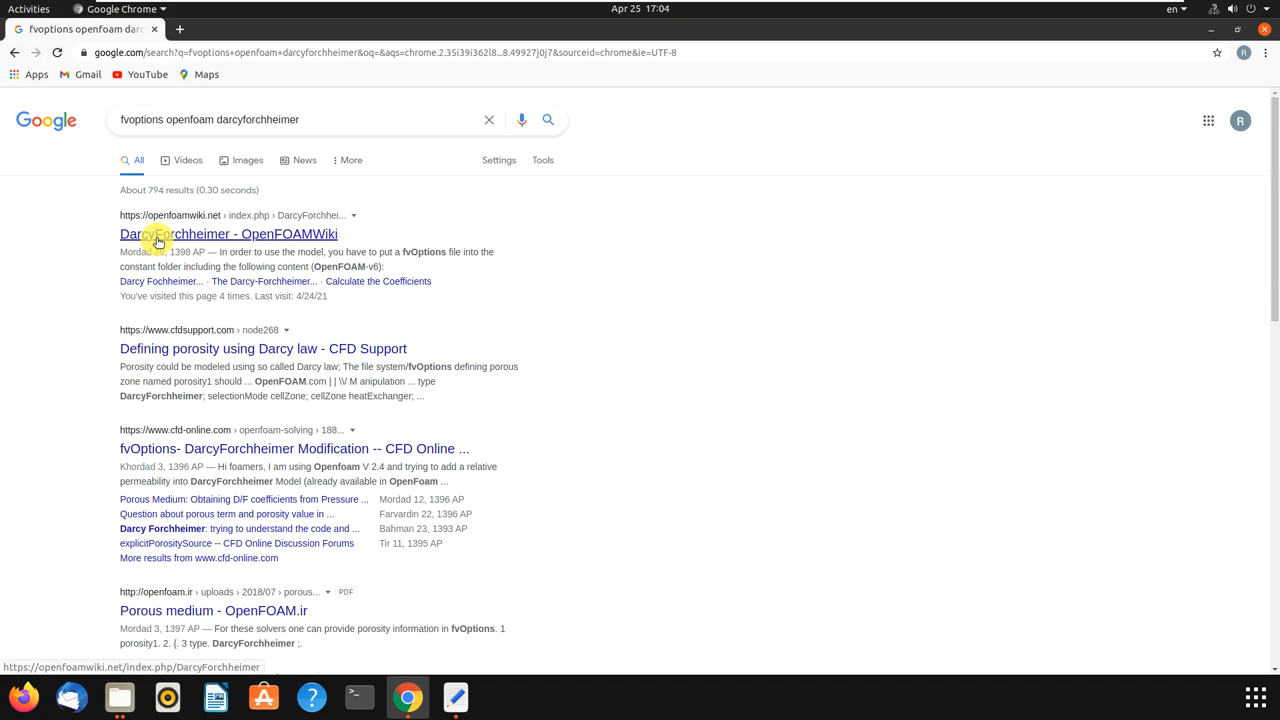 Activities
Google Chrome
Apr 25 17:04
en
fvoptions openfoam darc
google.com/search?q=fvoptions+openfoam+darcyforchheimer&oq=&aqs=chrome.2.35i39i362l8...8.49927j0j7&sourceid=chrome&ie=UTF-8
R
Apps Gmail YouTube Maps
Google
fvoptions openfoam darcyforchheimer
R
All Videos Images News More Settings Tools
About 794 results (0.30 seconds)
https://openfoamwiki.net › index.php › DarcyForchhei...
DarcyForchheimer - OpenFOAMWiki
Mordad 1398 AP — In order to use the model, you have to put a fvOptions file into the
constant folder including the following content (OpenFOAM-v6):
Darcy Fochheimer... · The Darcy-Forchheimer... · Calculate the Coefficients
You've visited this page 4 times. Last visit: 4/24/21
https://www.cfdsupport.com › node268
Defining porosity using Darcy law - CFD Support
Porosity could be modeled using so called Darcy law; The file system/fvOptions defining porous
zone named porosity1 should ... OpenFOAM.com | | \\/ M anipulation ... type
DarcyForchheimer; selectionMode cellZone; cellZone heatExchanger; ...
https://www.cfd-online.com › openfoam-solving › 188...
fvOptions- DarcyForchheimer Modification -- CFD Online ...
Khordad 3, 1396 AP — Hi foamers, I am using Openfoam V 2.4 and trying to add a relative
permeability into DarcyForchheimer Model (already available in OpenFoam ...
Porous Medium: Obtaining D/F coefficients from Pressure ... Mordad 12, 1396 AP
Question about porous term and porosity value in ... Farvardin 22, 1396 AP
Darcy Forchheimer: trying to understand the code and ... Bahman 23, 1393 AP
explicitPorositySource -- CFD Online Discussion Forums Tir 11, 1395 AP
More results from www.cfd-online.com
http://openfoam.ir › uploads › 2018/07 › porous... PDF
Porous medium - OpenFOAM.ir
Mordad 3, 1397 AP — For these solvers one can provide porosity information in fvOptions. 1
porosity1. 2. {. 3 type. DarcyForchheimer ;.
https://openfoamwiki.net/index.php/DarcyForchheimer